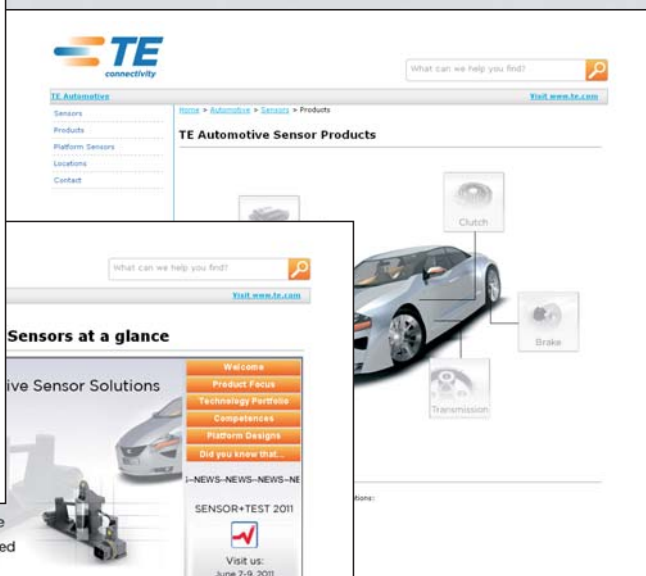 TE
connectivity
What can we help you find?
TE Automotive
Visit www.te.com
Sensors
Products
Platform Sensors
Locations
Contact
Home > Automotive > Sensors > Products
TE Automotive Sensor Products
Clutch
Brake
Transmission
What can we help you find?
Visit www.te.com
Sensors at a glance
ive Sensor Solutions
Welcome
Product Focus
Technology Portfolio
Competences
Platform Designs
Did you know that...
--NEWS--NEWS--NEWS--NE
SENSOR+TEST 2011
Visit us:
June 7-9, 2011
e
ed